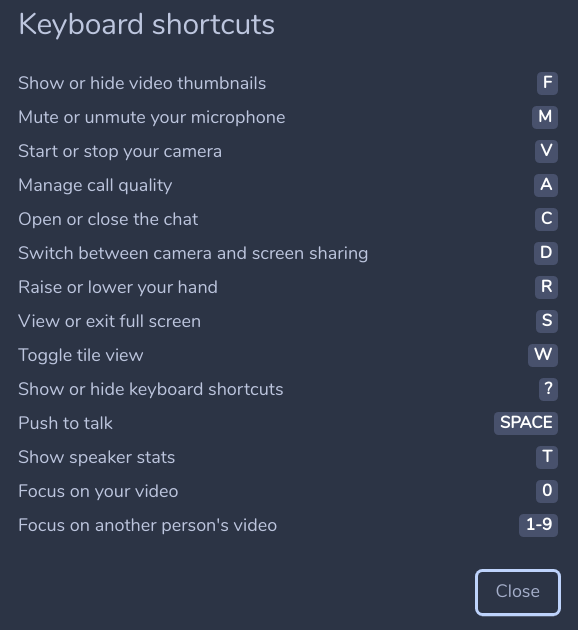 Keyboard shortcuts
Show or hide video thumbnails F
Mute or unmute your microphone M
Start or stop your camera V
Manage call quality A
Open or close the chat C
Switch between camera and screen sharing D
Raise or lower your hand R
View or exit full screen S
Toggle tile view W
Show or hide keyboard shortcuts ?
Push to talk SPACE
Show speaker stats T
Focus on your video 0
Focus on another person's video 1-9
Close